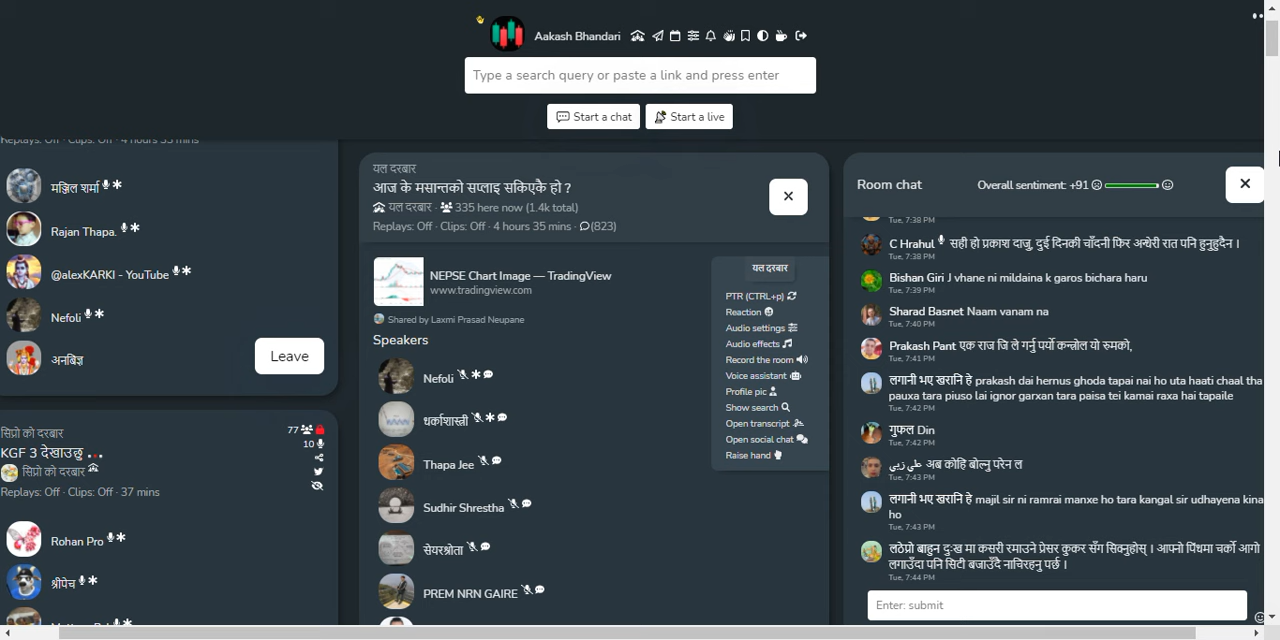 Aakash Bhandari
Type a search query or paste a link and press enter
Start a chat
Start a live
Replays: Off · Clips: Off · 4 hours 35 mins
मञ्जिल शर्मा
Rajan Thapa.
@alexKARKI - YouTube
Nefoli
अनबिज्ञ
Leave
सिप्रो को दरबार
77
KGF 3 देखाउछु
10
सिप्रो को दरबार
Replays: Off · Clips: Off · 37 mins
Rohan Pro
श्रीपेच
यल दरबार
आज के मसान्तको सप्लाइ सकिएकै हो ?
यल दरबार · 335 here now (1.4k total)
Replays: Off · Clips: Off · 4 hours 35 mins · (823)
NEPSE Chart Image — TradingView
www.tradingview.com
Shared by Laxmi Prasad Neupane
Speakers
Nefoli
धर्काशास्त्री
Thapa Jee
Sudhir Shrestha
सेयरश्रोता
PREM NRN GAIRE
यल दरबार
PTR (CTRL+p)
Reaction
Audio settings
Audio effects
Record the room
Voice assistant
Profile pic
Show search
Open transcript
Open social chat
Raise hand
Room chat
Overall sentiment: +91
Tue, 7:38 PM
C Hrahul सही हो प्रकाश दाजु, दुई दिनकी चाँदनी फिर अन्धेरी रात पनि हुनुहुदैन ।
Tue, 7:38 PM
Bishan Giri J vhane ni mildaina k garos bichara haru
Tue, 7:39 PM
Sharad Basnet Naam vanam na
Tue, 7:40 PM
Prakash Pant एक राज जि ले गर्नु पर्यो कन्त्रोल यो रुमको,
Tue, 7:41 PM
लगानी भए खरानि हे prakash dai hernus ghoda tapai nai ho uta haati chaal tha
pauxa tara piuso lai ignor garxan tara paisa tei kamai raxa hai tapaile
Tue, 7:42 PM
गुफल Din
Tue, 7:42 PM
علي زيي अब कोहि बोल्नु परेन ल
Tue, 7:43 PM
लगानी भए खरानि हे majil sir ni ramrai manxe ho tara kangal sir udhayena kina
ho
Tue, 7:43 PM
लठेप्रो बाहुन दुःख मा कसरी रमाउने प्रेसर कुकर सँग सिक्नुहोस् । आफ्नो पिंधमा चर्को आगो
लगाउँदा पनि सिटी बजाउँदै नाचिरहनु पर्छ ।
Tue, 7:44 PM
Enter: submit